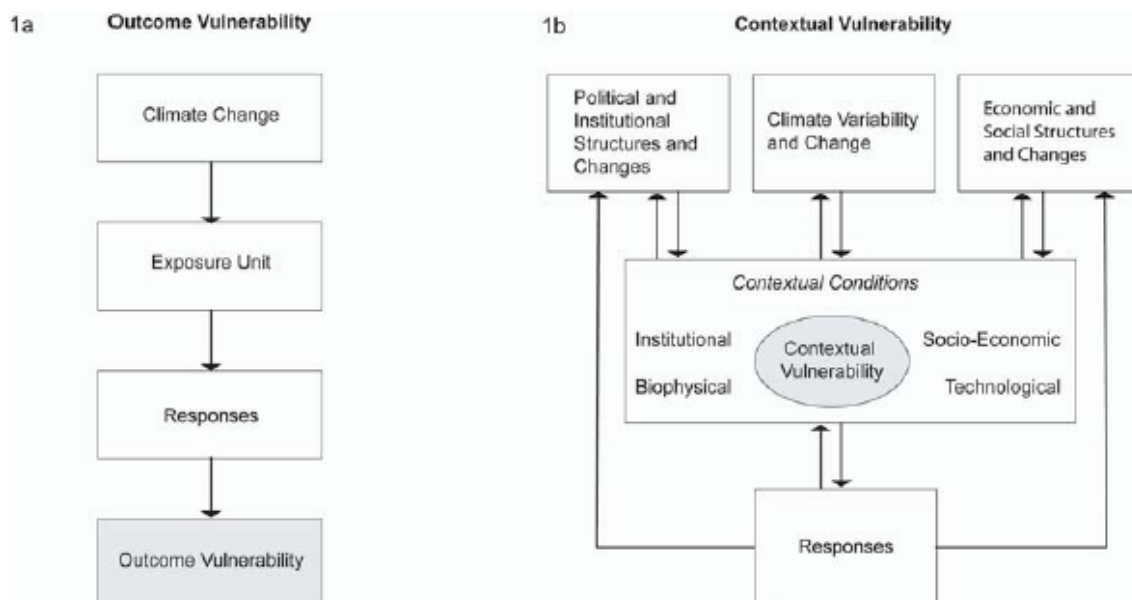 1a
Outcome Vulnerability
Climate Change
Exposure Unit
Responses
Outcome Vulnerability
1b
Contextual Vulnerability
Political and
Institutional
Structures and
Changes
Climate Variability
and Change
Economic and
Social Structures
and Changes
Contextual Conditions
Institutional
Biophysical
Contextual
Vulnerability
Socio-Economic
Technological
Responses